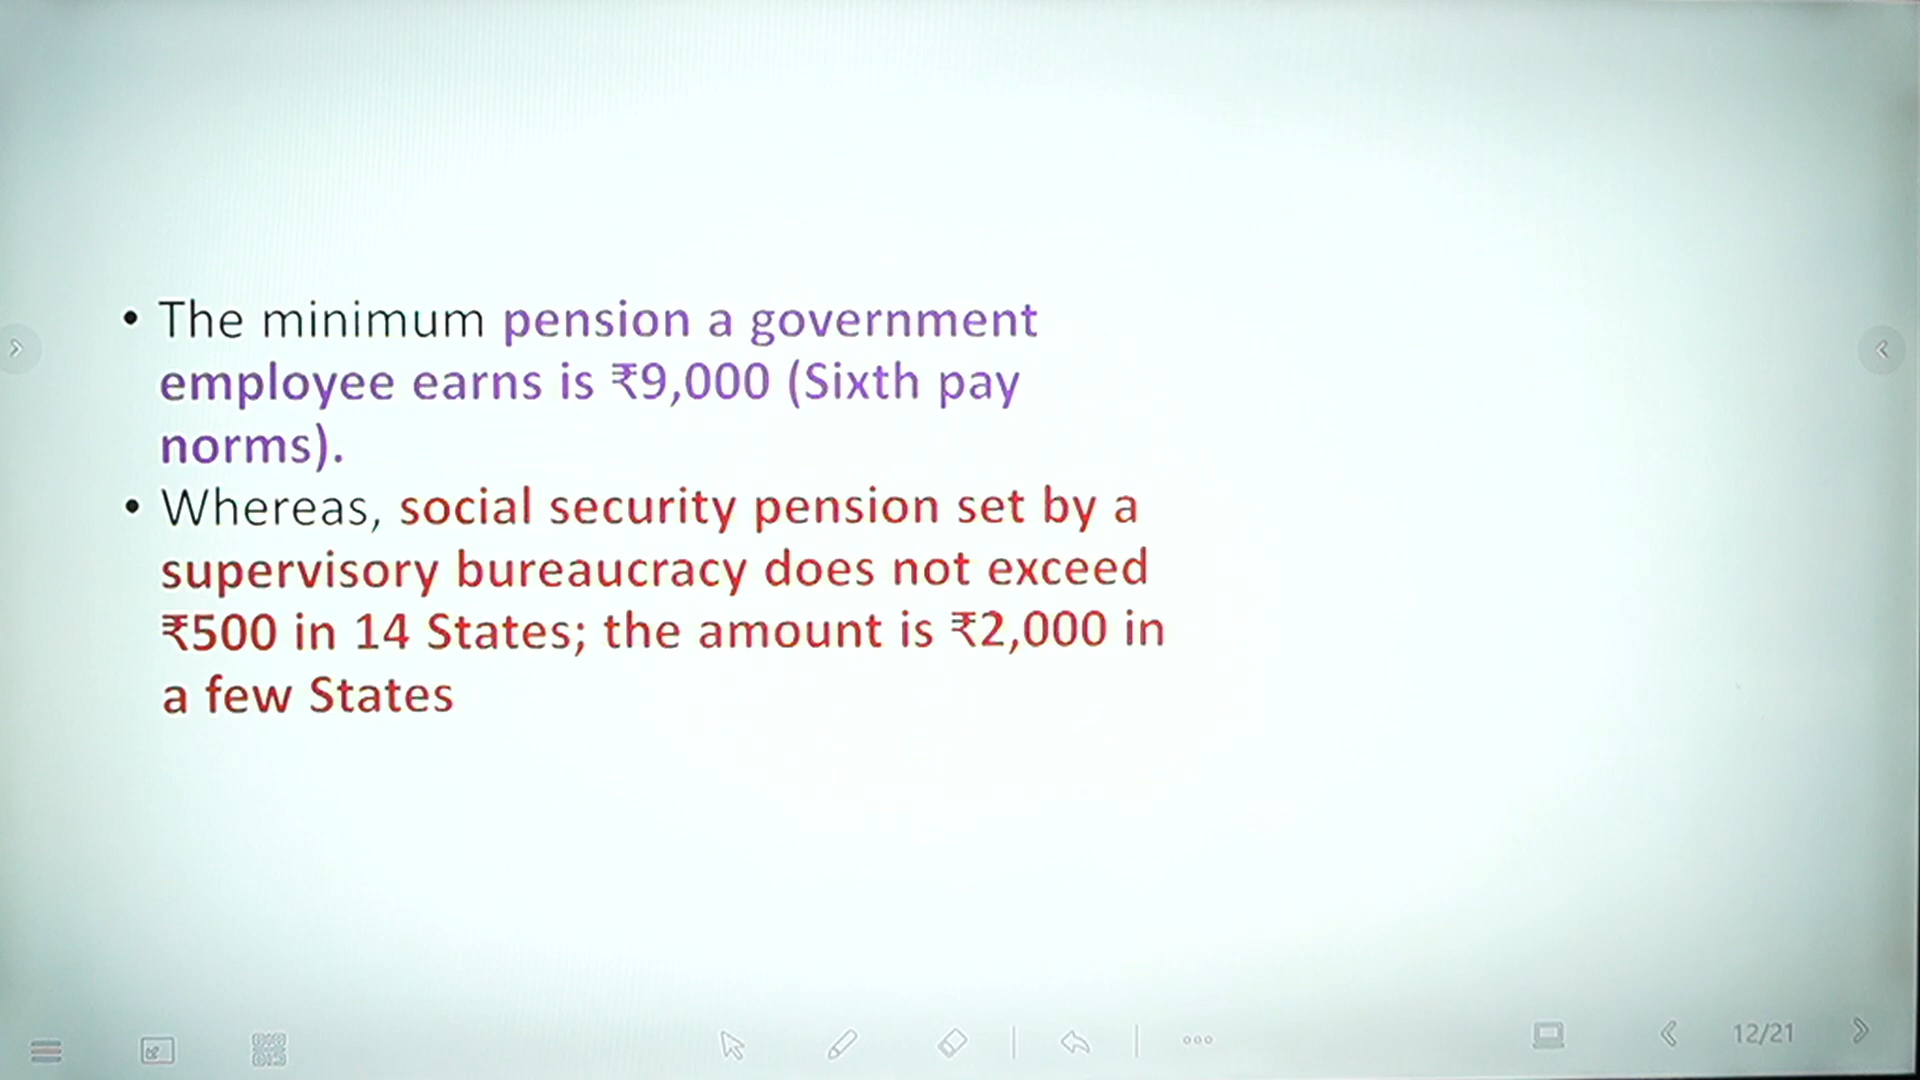 • The minimum pension a government
employee earns is ₹9,000 (Sixth pay
norms).
• Whereas, social security pension set by a
supervisory bureaucracy does not exceed
₹500 in 14 States; the amount is ₹2,000 in
a few States
12/21